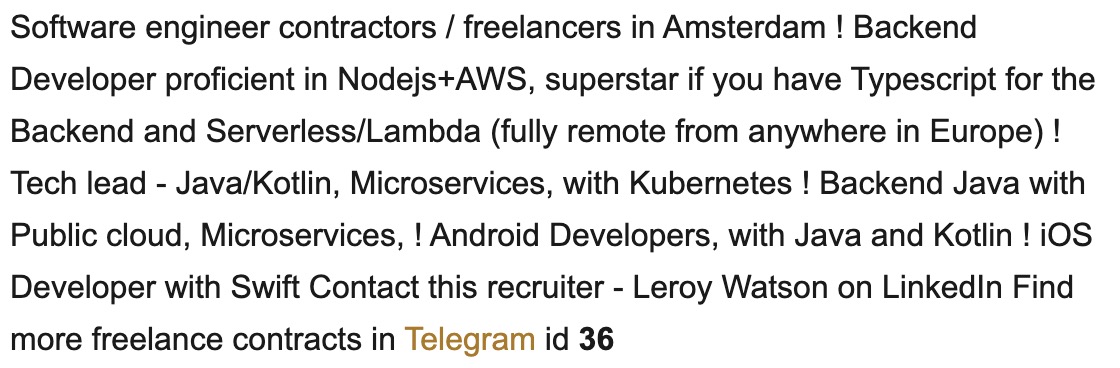 Software engineer contractors / freelancers in Amsterdam ! Backend
Developer proficient in Nodejs+AWS, superstar if you have Typescript for the
Backend and Serverless/Lambda (fully remote from anywhere in Europe) !
Tech lead - Java/Kotlin, Microservices, with Kubernetes ! Backend Java with
Public cloud, Microservices, ! Android Developers, with Java and Kotlin ! iOS
Developer with Swift Contact this recruiter - Leroy Watson on LinkedIn Find
more freelance contracts in Telegram id 36